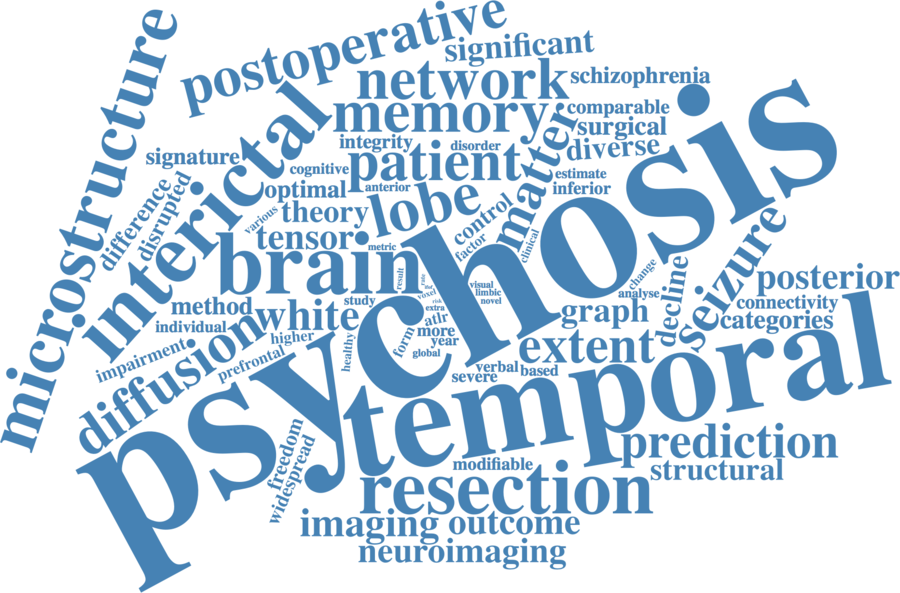 postoperative
significant
microstructure
network
schizophrenia
memory
comparable
surgical
interictal
integrity
disorder
matter
diverse
signature
patient
cognitive
estimate
optimal
anterior
inferior
difference
disrupted
lobe
various
theory
control
psychosis
tensor
factor
clinical
metric
brain
seizure
result
rate
visual
change
decline
posterior
voxel
limbic
analyse
connectivity
method
study
risk
novel
white
extra
graph
categories
individual
atlr
more
higher
healthy
form
year
extent
temporal
impairment
diffusion
prefrontal
global
verbal
based
severe
freedom
prediction
widespread
modifiable
structural
resection
imaging
outcome
neuroimaging